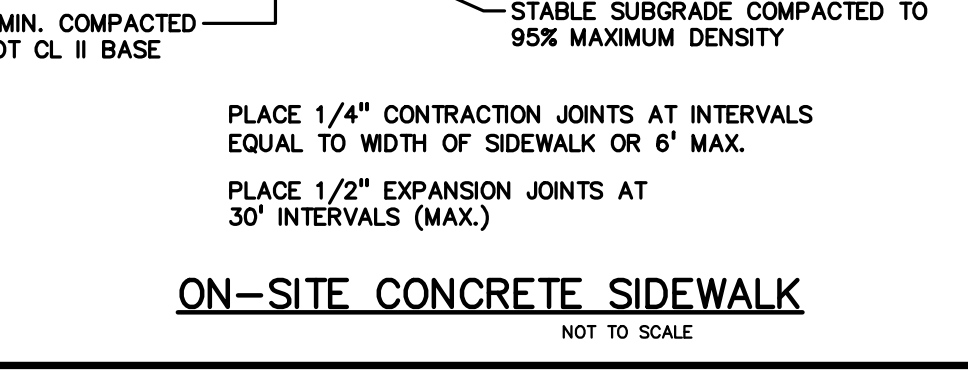 MIN. COMPACTED
OT CL II BASE
STABLE SUBGRADE COMPACTED TO
95% MAXIMUM DENSITY
PLACE 1/4" CONTRACTION JOINTS AT INTERVALS
EQUAL TO WIDTH OF SIDEWALK OR 6' MAX.
PLACE 1/2" EXPANSION JOINTS AT
30' INTERVALS (MAX.)
ON-SITE CONCRETE SIDEWALK
NOT TO SCALE